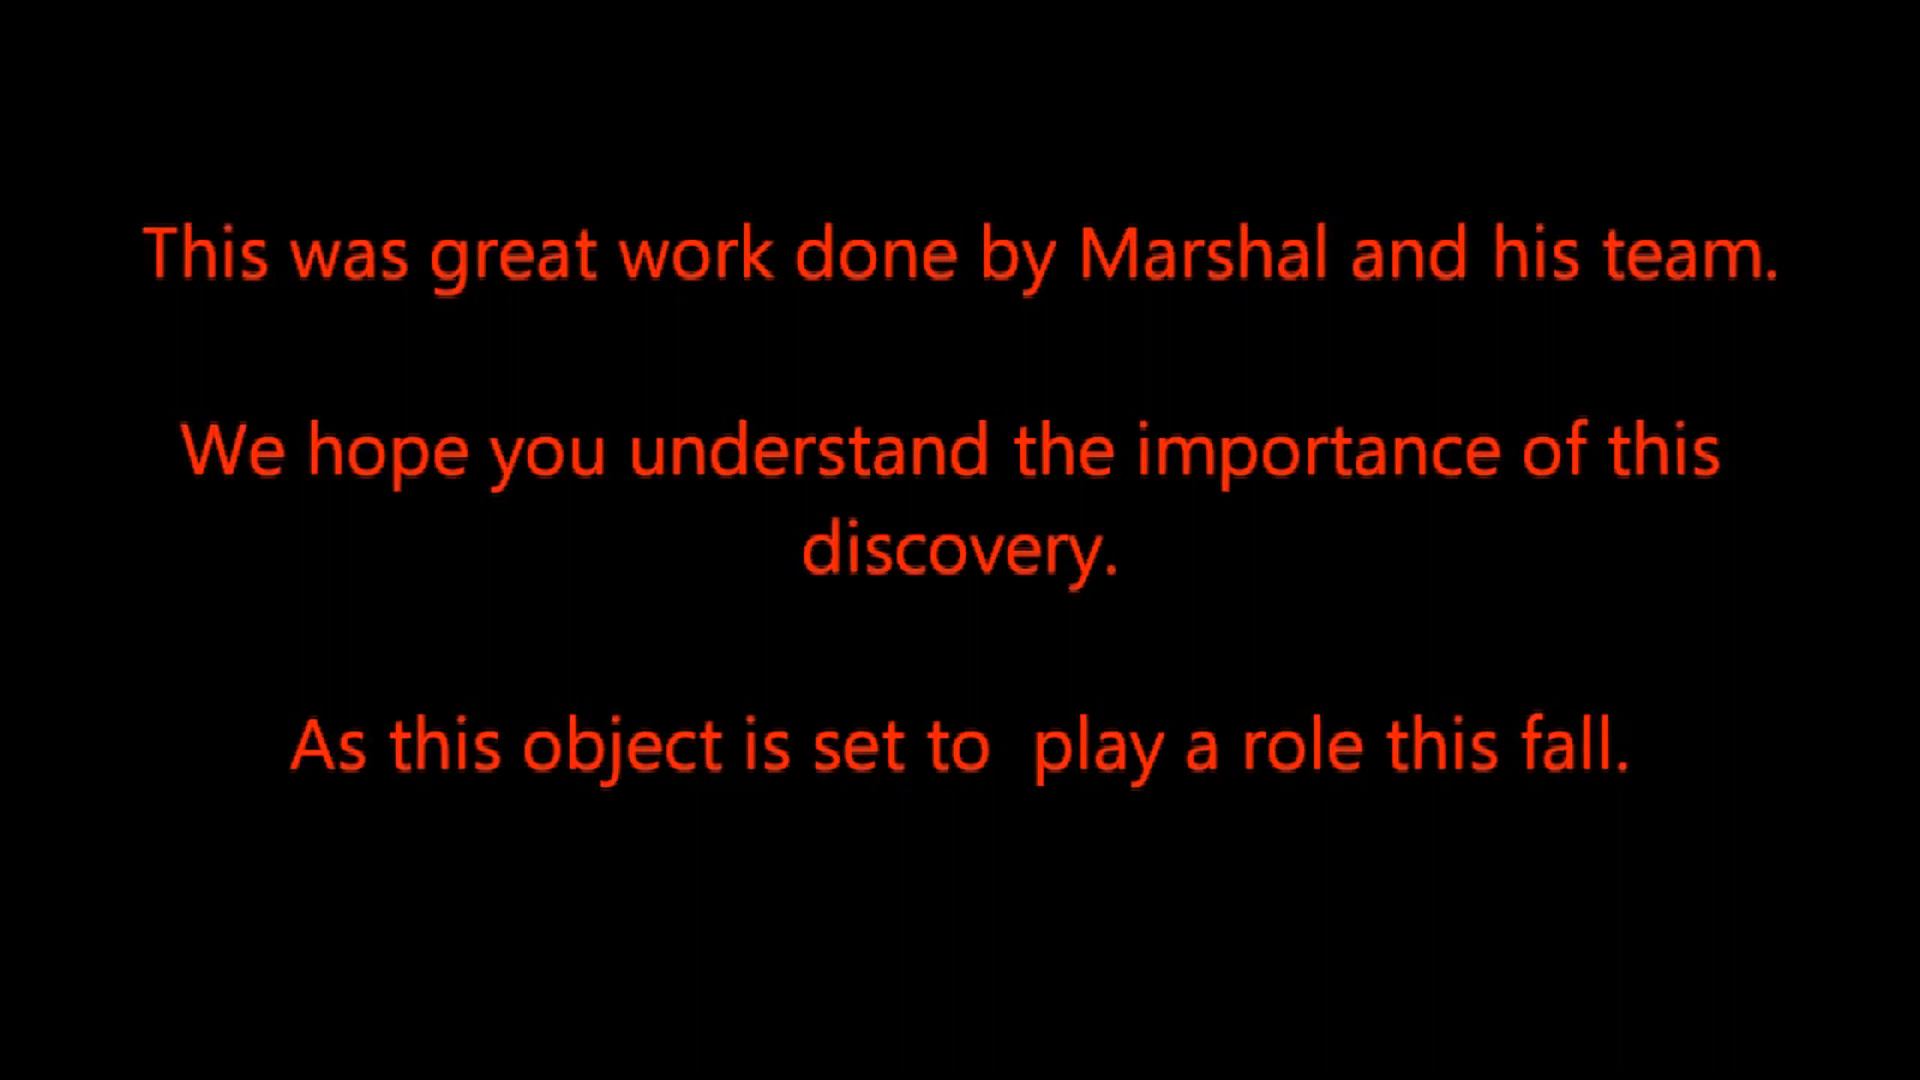 This was great work done by Marshal and his team.
We hope you understand the importance of this
discovery.
As this object is set to  play a role this fall.